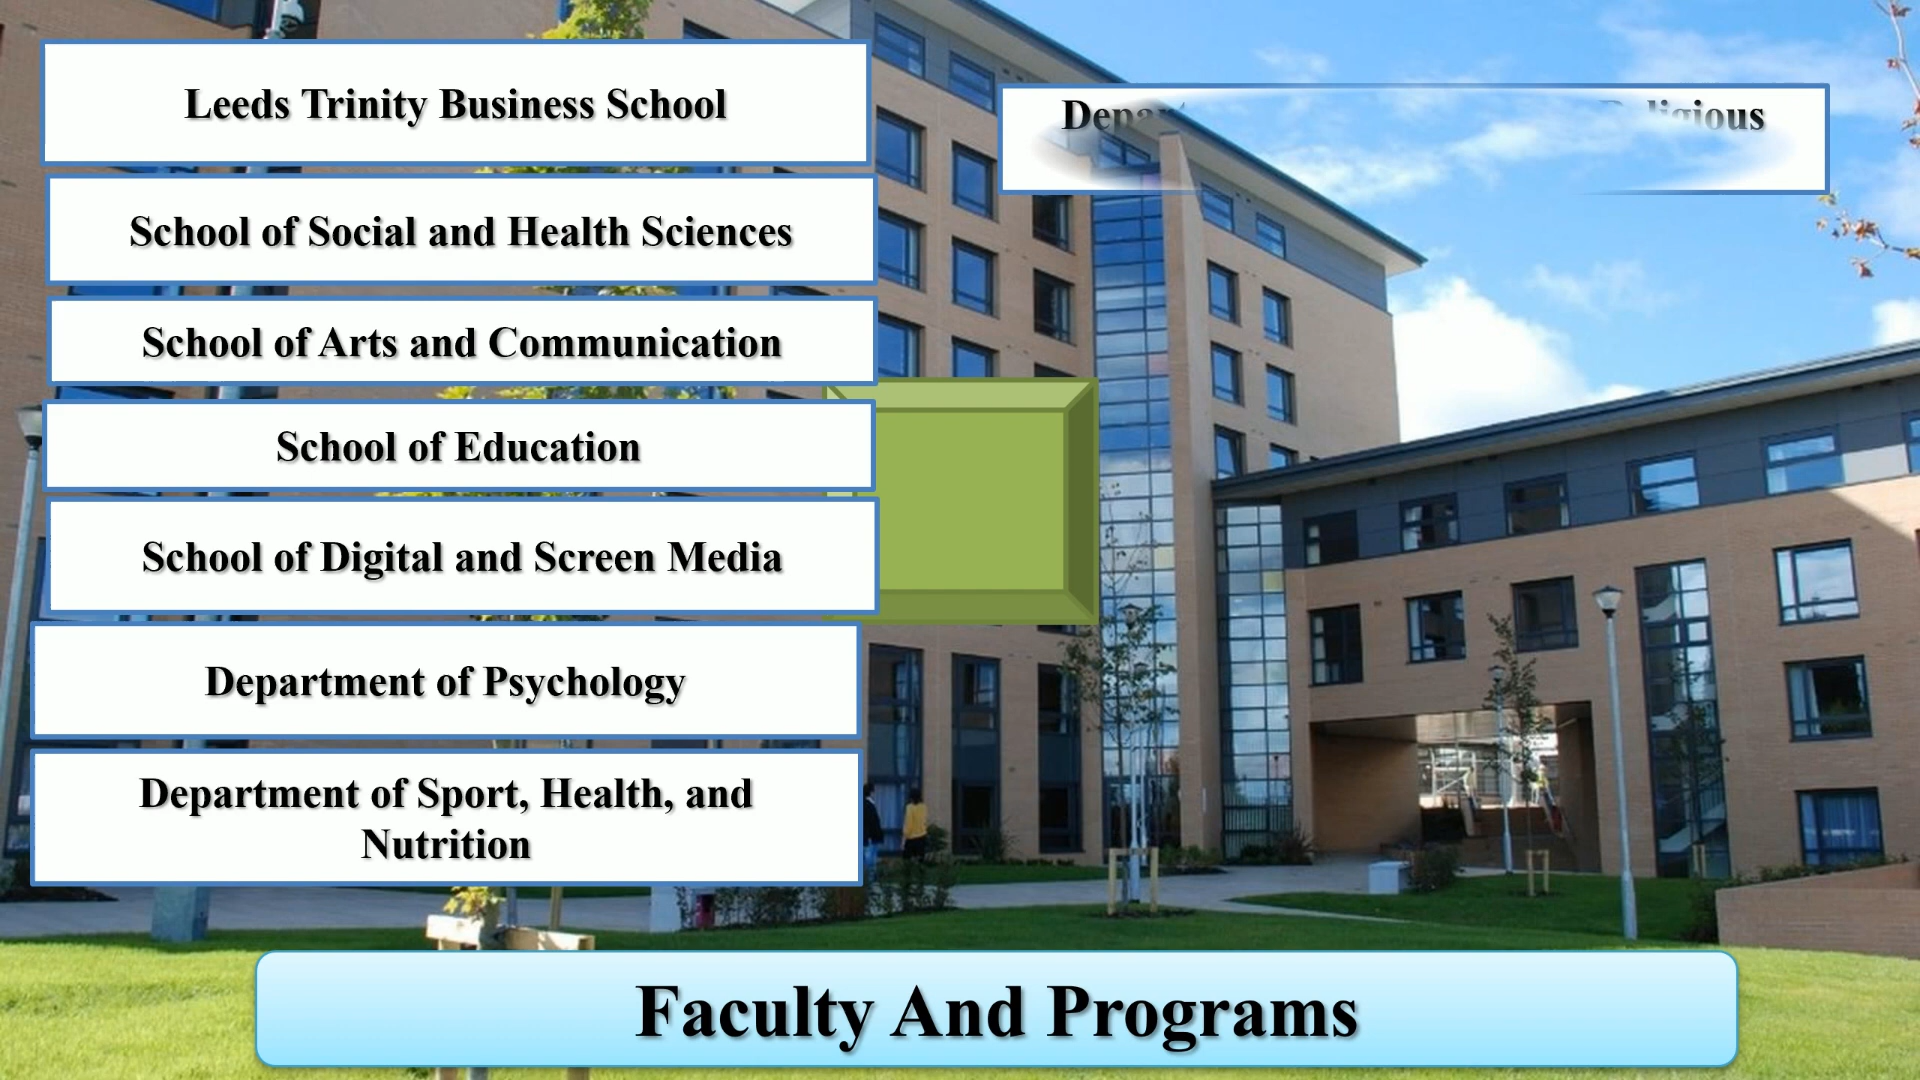 Leeds Trinity Business School
School of Social and Health Sciences
School of Arts and Communication
School of Education
School of Digital and Screen Media
Department of Psychology
Department of Sport, Health, and
Nutrition
Faculty And Programs